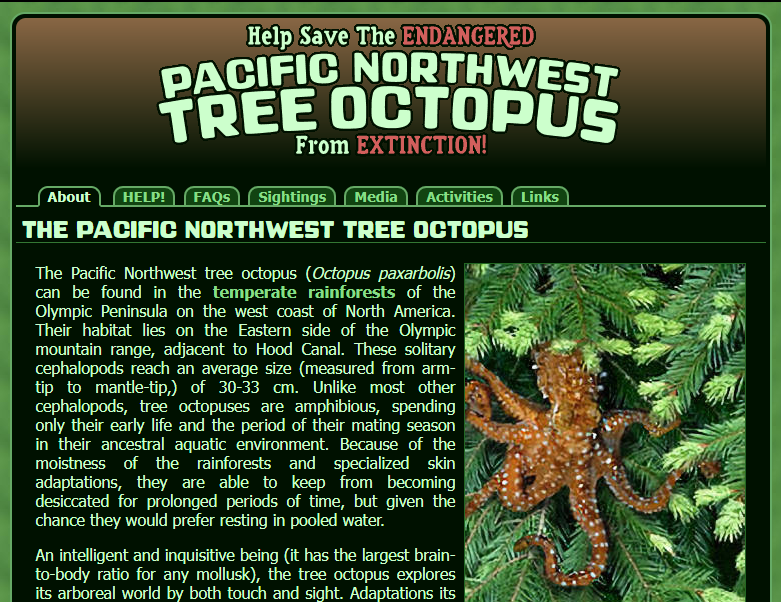 Help Save The ENDANGERED
PACIFIC NORTHWEST
TREE OCTOPUS
From EXTINCTION!
About HELP! FAQs Sightings Media Activities Links
THE PACIFIC NORTHWEST TREE OCTOPUS
The Pacific Northwest tree octopus (Octopus paxarbolis)
can be found in the temperate rainforests of the
Olympic Peninsula on the west coast of North America.
Their habitat lies on the Eastern side of the Olympic
mountain range, adjacent to Hood Canal. These solitary
cephalopods reach an average size (measured from arm-
tip to mantle-tip,) of 30-33 cm. Unlike most other
cephalopods, tree octopuses are amphibious, spending
only their early life and the period of their mating season
in their ancestral aquatic environment. Because of the
moistness of the rainforests and specialized skin
adaptations, they are able to keep from becoming
desiccated for prolonged periods of time, but given the
chance they would prefer resting in pooled water.
An intelligent and inquisitive being (it has the largest brain-
to-body ratio for any mollusk), the tree octopus explores
its arboreal world by both touch and sight. Adaptations its